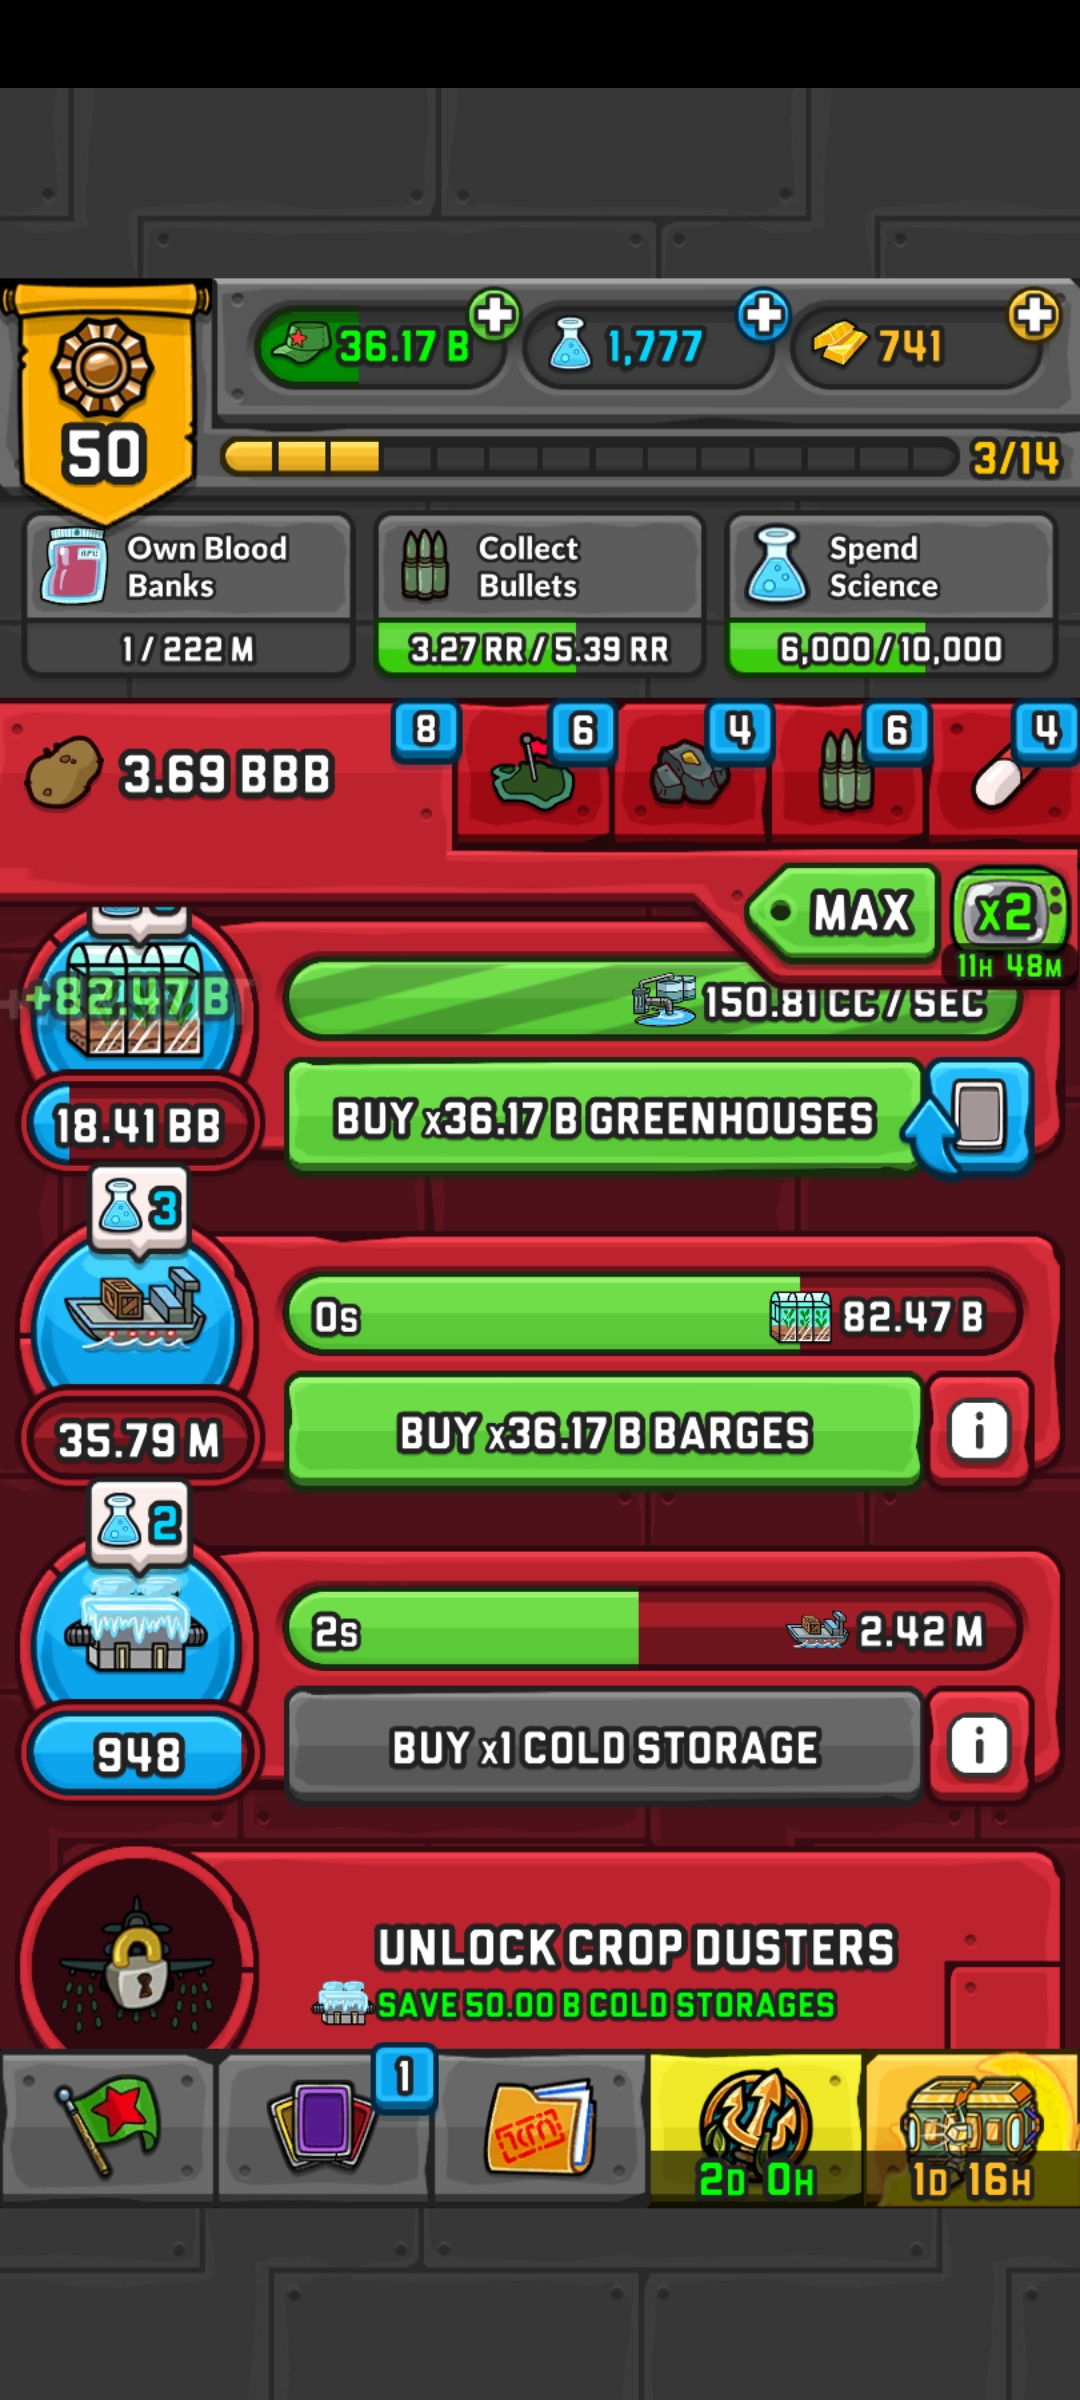 36.17 B
1,777
741
50
3/14
Own Blood
Banks
1 / 222 M
Collect
Bullets
3.27 RR / 5.39 RR
Spend
Science
6,000 / 10,000
3.69 BBB
8
6
4
6
4
MAX
x2
11H 48M
+82.47 B
150.81 CC / SEC
18.41 BB
BUY x36.17 B GREENHOUSES
3
0s
82.47 B
35.79 M
BUY x36.17 B BARGES
i
2
2s
2.42 M
948
BUY x1 COLD STORAGE
i
UNLOCK CROP DUSTERS
SAVE 50.00 B COLD STORAGES
1
2D 0H
1D 16H